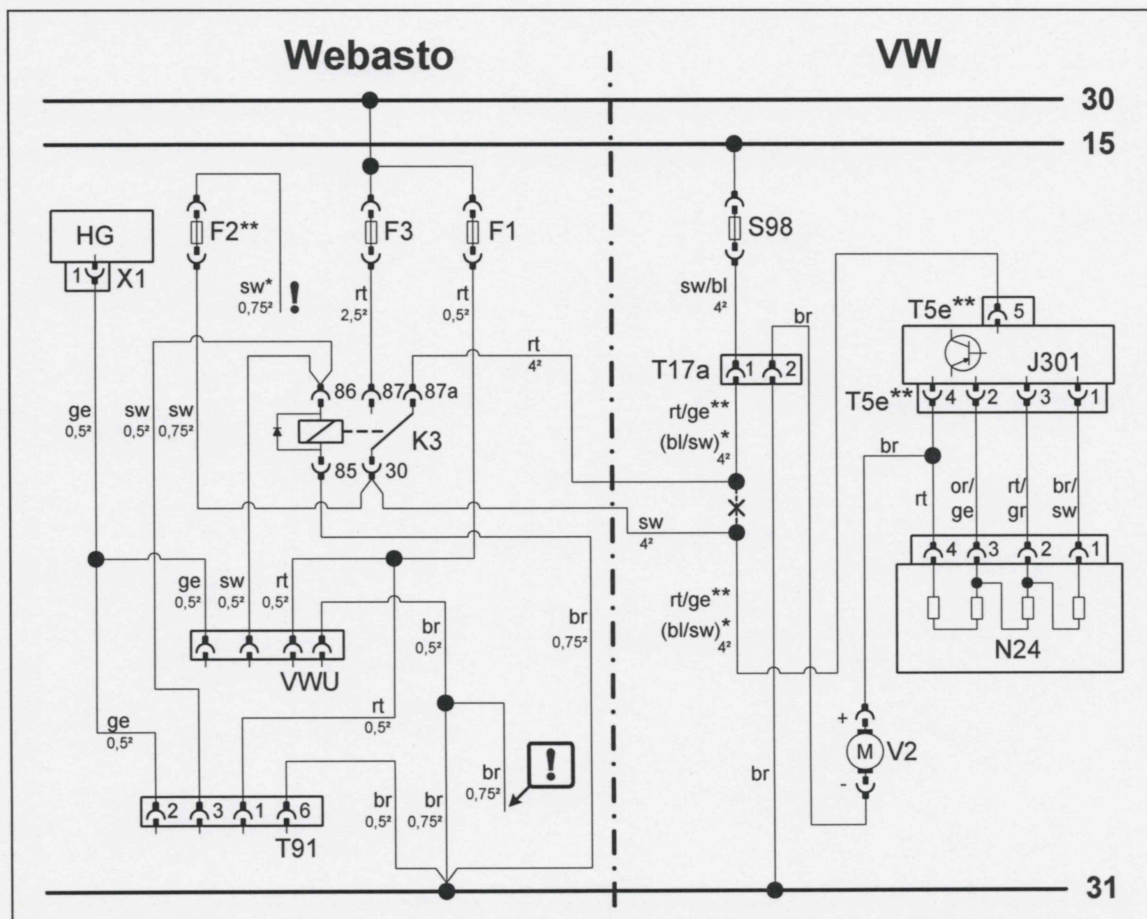 Webasto
VW
30
15
HG
1
X1
F2**
F3
F1
S98
sw*
0,75²
!
rt
2,5²
rt
0,5²
sw/bl
4²
br
T5e**
5
J301
T5e**
4
2
3
1
T17a
1
2
rt
4²
86
87
87a
K3
85
30
ge
0,5²
sw
0,5²
sw
0,75²
rt/ge**
(bl/sw)*
4²
br
rt
or/
ge
rt/
gr
br/
sw
sw
4²
4
3
2
1
N24
ge
0,5²
sw
0,5²
rt
0,5²
VWU
br
0,5²
br
0,75²
rt/ge**
(bl/sw)*
4²
ge
0,5²
rt
0,5²
br
0,75²
!
+
M
V2
-
br
2
3
1
6
T91
br
0,5²
br
0,75²
31